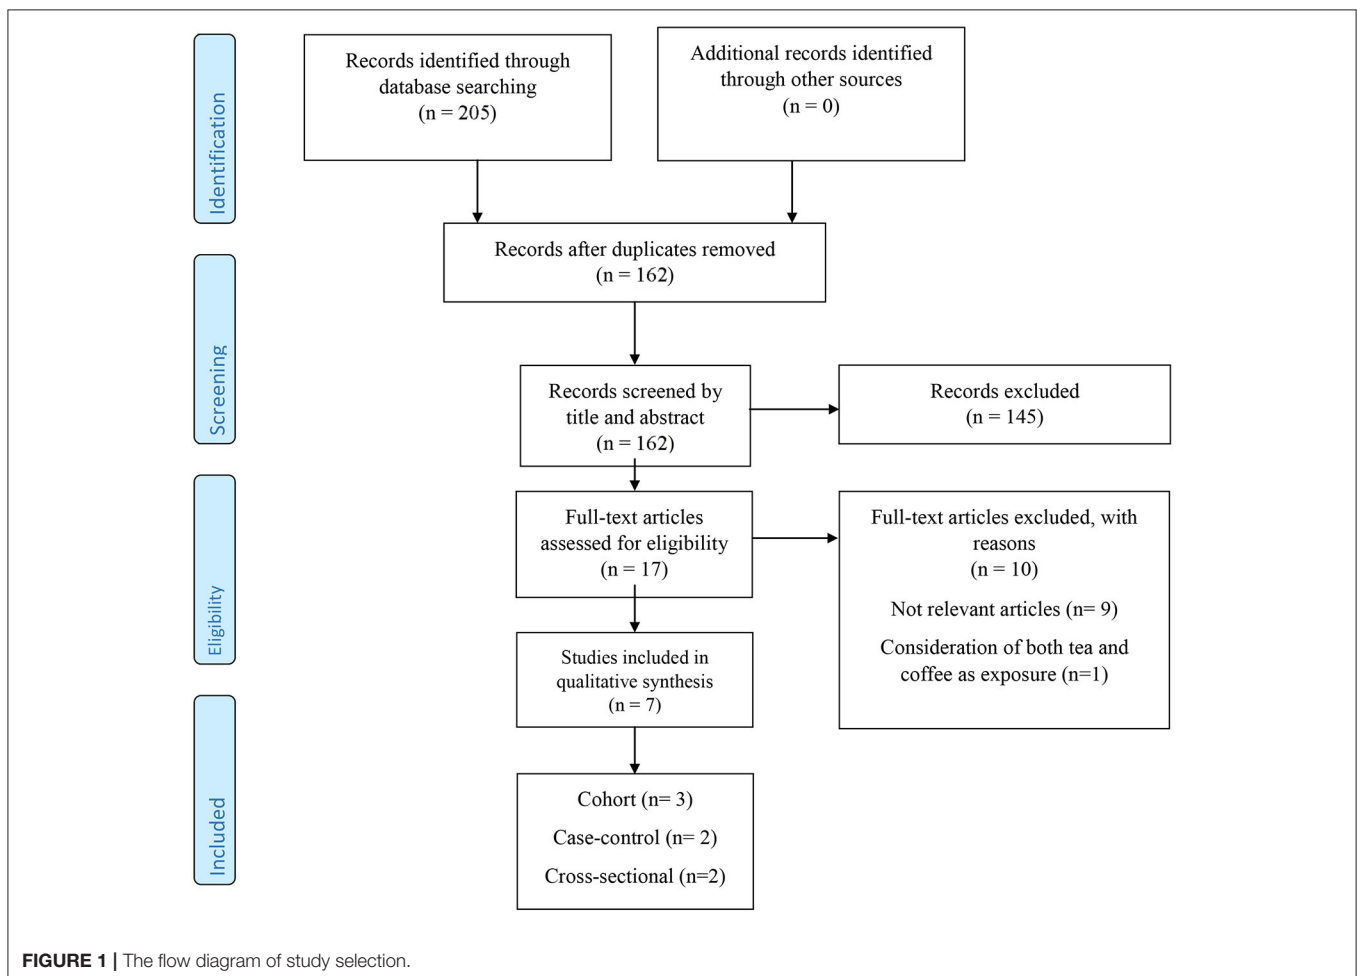 Identification
Records identified through
database searching
(n = 205)
Additional records identified
through other sources
(n = 0)
Records after duplicates removed
(n = 162)
Screening
Records screened by
title and abstract
(n = 162)
Records excluded
(n = 145)
Eligibility
Full-text articles
assessed for eligibility
(n = 17)
Full-text articles excluded, with
reasons
(n = 10)
Not relevant articles (n= 9)
Consideration of both tea and
coffee as exposure (n=1)
Studies included in
qualitative synthesis
(n = 7)
Included
Cohort (n= 3)
Case-control (n= 2)
Cross-sectional (n=2)
FIGURE 1 | The flow diagram of study selection.